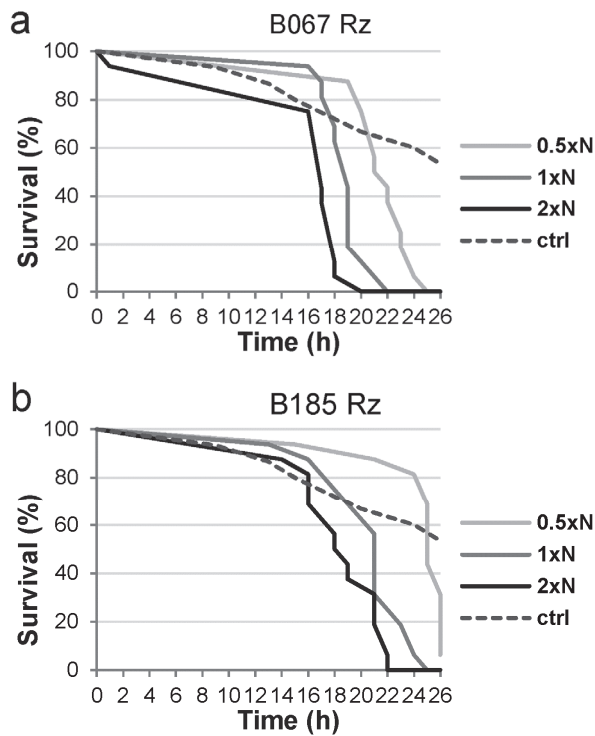 a
B067 Rz
Survival (%)
100
80
60
40
20
0
0 2 4 6 8 10 12 14 16 18 20 22 24 26
Time (h)
0.5xN
1xN
2xN
ctrl
b
B185 Rz
Survival (%)
100
80
60
40
20
0
0 2 4 6 8 10 12 14 16 18 20 22 24 26
Time (h)
0.5xN
1xN
2xN
ctrl